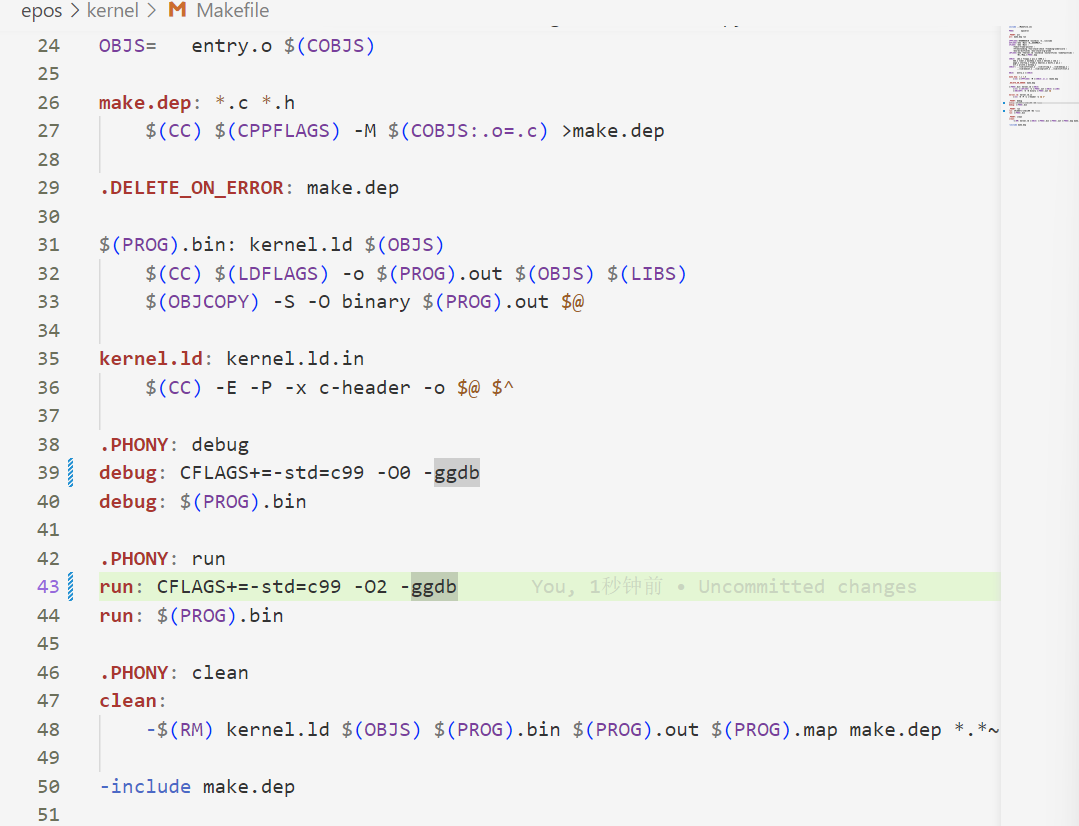 epos > kernel > M Makefile
24 OBJS= entry.o $(COBJS)
25
26 make.dep: *.c *.h
27 $(CC) $(CPPFLAGS) -M $(COBJS:.o=.c) >make.dep
28
29 .DELETE_ON_ERROR: make.dep
30
31 $(PROG).bin: kernel.ld $(OBJS)
32 $(CC) $(LDFLAGS) -o $(PROG).out $(OBJS) $(LIBS)
33 $(OBJCOPY) -S -O binary $(PROG).out $@
34
35 kernel.ld: kernel.ld.in
36 $(CC) -E -P -x c-header -o $@ $^
37
38 .PHONY: debug
39 debug: CFLAGS+=-std=c99 -O0 -ggdb
40 debug: $(PROG).bin
41
42 .PHONY: run
43 run: CFLAGS+=-std=c99 -O2 -ggdb You, 1秒钟前 • Uncommitted changes
44 run: $(PROG).bin
45
46 .PHONY: clean
47 clean:
48 -$(RM) kernel.ld $(OBJS) $(PROG).bin $(PROG).out $(PROG).map make.dep *.*~
49
50 -include make.dep
51